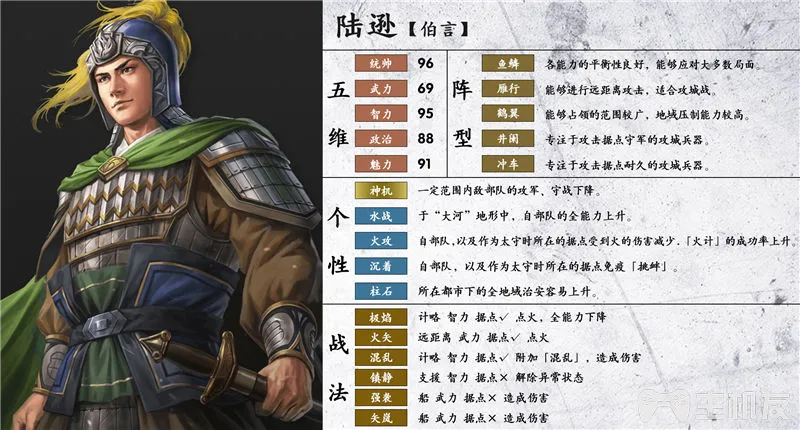 陆逊【伯言】
五维
统帅 96
武力 69
智力 95
政治 88
魅力 91
阵型
鱼鳞 各能力的平衡性良好，能够应对大多数局面。
雁行 能够进行远距离攻击，适合攻城战。
鹤翼 能够占领的范围较广，地域压制能力较高。
井阑 专注于攻击据点守军的攻城兵器。
冲车 专注于攻击据点耐久的攻城兵器。
个性
神机 一定范围内敌部队的攻军、守战下降。
水战 于“大河”地形中，自部队的全能力上升。
火攻 自部队，以及作为太守时所在的据点受到火的伤害减少.「火计」的成功率上升。
沉着 自部队，以及作为太守时所在的据点免疫「挑衅」。
柱石 所在都市下的全地域治安容易上升。
战法
极焰 计略 智力 据点✓ 点火，全能力下降
火矢 远距离 武力 据点✓ 点火
混乱 计略 智力 据点✓ 附加「混乱」，造成伤害
镇静 支援 智力 据点× 解除异常状态
强袭 船 武力 据点× 造成伤害
矢岚 船 武力 据点× 造成伤害